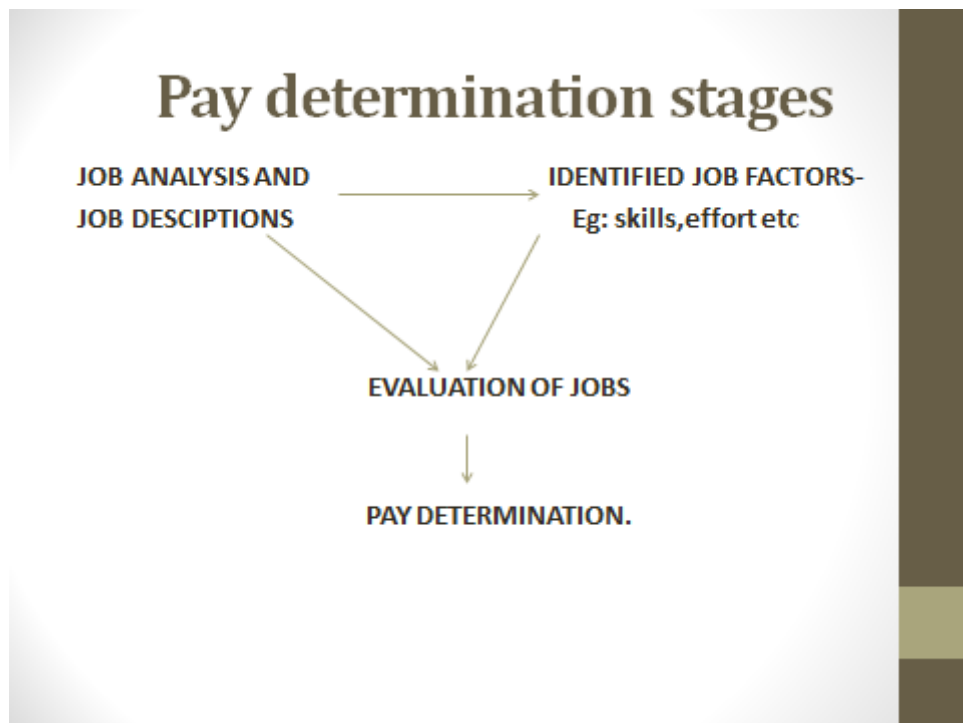 Pay determination stages
JOB ANALYSIS AND
JOB DESCIPTIONS
IDENTIFIED JOB FACTORS-
Eg: skills,effort etc
EVALUATION OF JOBS
PAY DETERMINATION.